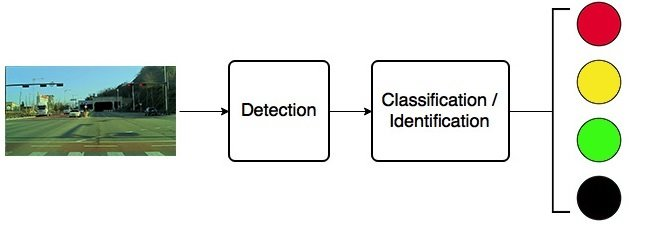 Detection
Classification /
Identification